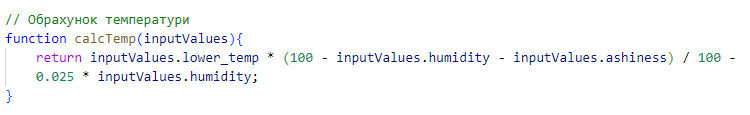 // Обрахунок температури
function calcTemp(inputValues){
return inputValues.lower_temp * (100 - inputValues.humidity - inputValues.ashiness) / 100 -
0.025 * inputValues.humidity;
}